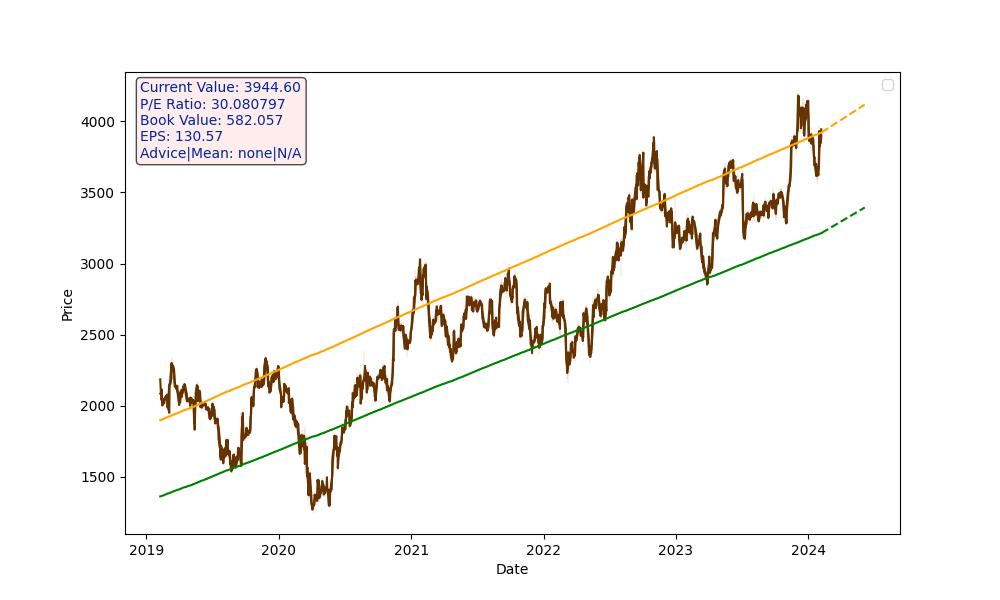 Current Value: 3944.60
P/E Ratio: 30.080797
Book Value: 582.057
EPS: 130.57
Advice|Mean: none|N/A
4000
3500
3000
2500
2000
1500
Price
2019 2020 2021 2022 2023 2024
Date